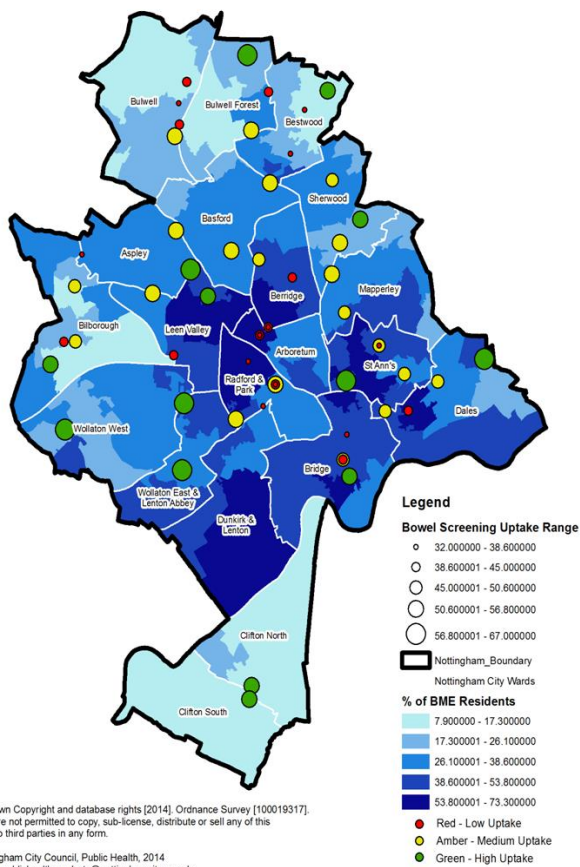 Bulwell
Bulwell Forest
Bestwood
Sherwood
Basford
Aspley
Mapperley
Berridge
Bilborough
Leen Valley
Arboretum
St Ann's
Radford &
Park
Dales
Wollaton West
Bridge
Wollaton East &
Lenton Abbey
Dunkirk &
Lenton
Clifton North
Clifton South
Legend
Bowel Screening Uptake Range
32.000000 - 38.600000
38.600001 - 45.000000
45.000001 - 50.600000
50.600001 - 56.800000
56.800001 - 67.000000
Nottingham_Boundary
Nottingham City Wards
% of BME Residents
7.900000 - 17.300000
17.300001 - 26.100000
26.100001 - 38.600000
38.600001 - 53.800000
53.800001 - 73.300000
Red - Low Uptake
Amber - Medium Uptake
Green - High Uptake
wn Copyright and database rights [2014]. Ordnance Survey [100019317].
e not permitted to copy, sub-license, distribute or sell any of this
o third parties in any form.
gham City Council, Public Health, 2014